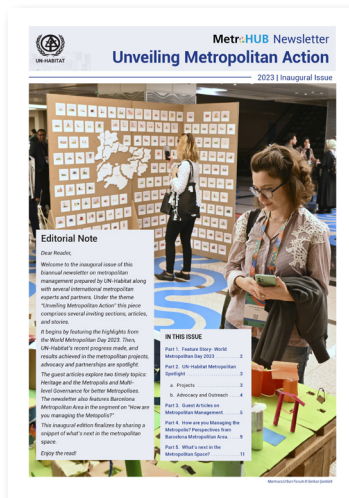 UN-HABITAT
MetroHUB Newsletter
Unveiling Metropolitan Action
2023 | Inaugural Issue
Editorial Note
Dear Reader,
Welcome to the inaugural issue of this
biannual newsletter on metropolitan
management prepared by UN-Habitat along
with several international metropolitan
experts and partners. Under the theme
"Unveiling Metropolitan Action" this piece
comprises several inviting sections, articles,
and stories.
It begins by featuring the highlights from
the World Metropolitan Day 2023. Then,
UN-Habitat's recent progress made, and
results achieved in the metropolitan projects,
advocacy and partnerships are spotlight.
The guest articles explore two timely topics:
Heritage and the Metropolis and Multi-
level Governance for better Metropolises.
The newsletter also features Barcelona
Metropolitan Area in the segment on "How are
you managing the Metropolis?"
This inaugural edition finalizes by sharing a
snippet of what's next in the metropolitan
space.
Enjoy the read!
IN THIS ISSUE
Part 1. Feature Story- World
Metropolitan Day 2023 ............ 2
Part 2. UN-Habitat Metropolitan
Spotlight ............ 3
a. Projects ............ 3
b. Advocacy and Outreach ..... 4
Part 3. Guest Articles on
Metropolitan Management ...... 5
Part 4. How are you Managing the
Metropolis? Perspectives from
Barcelona Metropolitan Area ..... 9
Part 5. What's next in the
Metropolitan Space? ............ 11